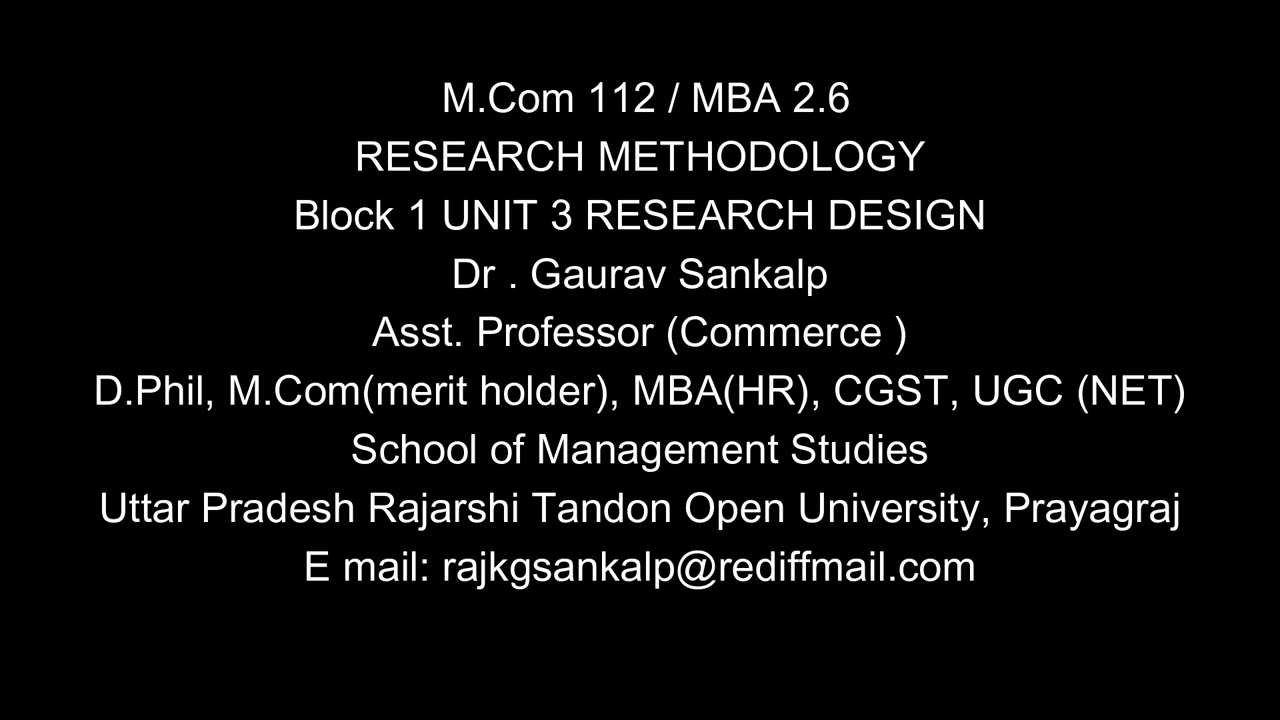 M.Com 112 / MBA 2.6
RESEARCH METHODOLOGY
Block 1 UNIT 3 RESEARCH DESIGN
Dr . Gaurav Sankalp
Asst. Professor (Commerce )
D.Phil, M.Com(merit holder), MBA(HR), CGST, UGC (NET)
School of Management Studies
Uttar Pradesh Rajarshi Tandon Open University, Prayagraj
E mail: rajkgsankalp@rediffmail.com